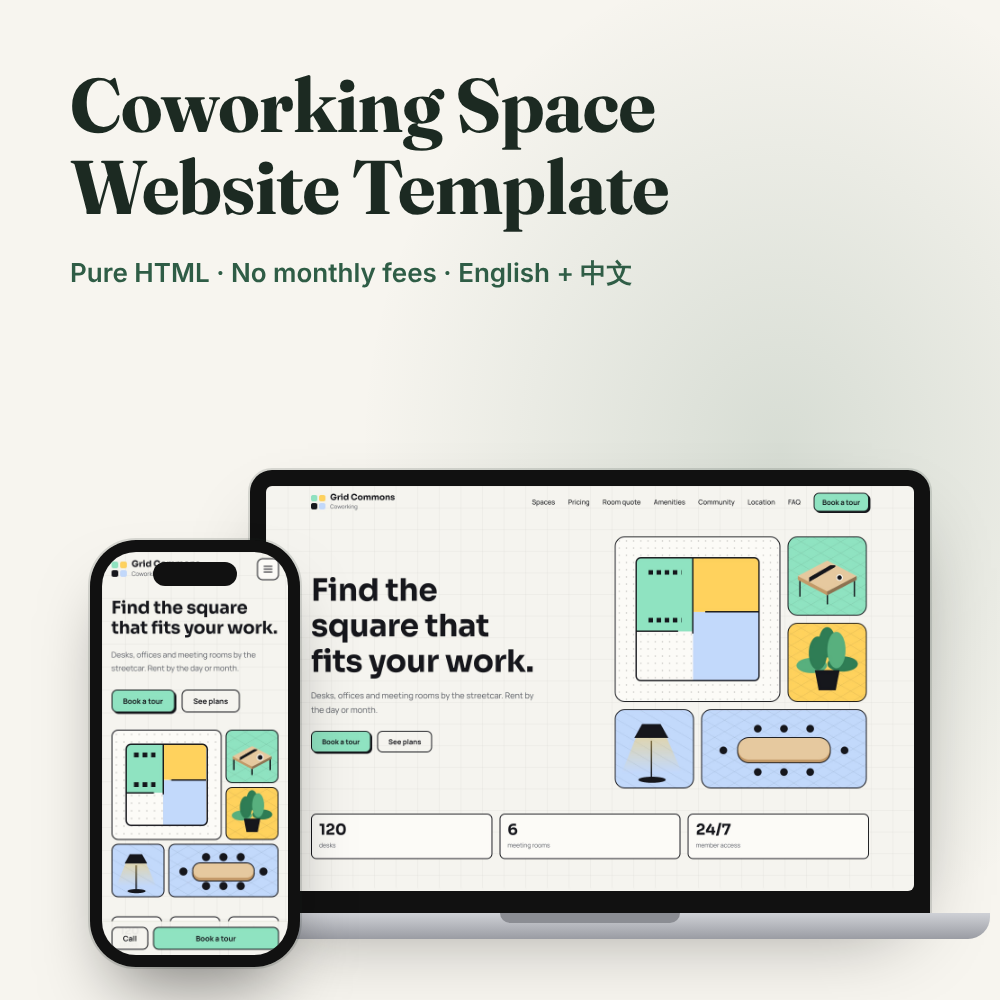 Coworking Space
Website Template
Pure HTML · No monthly fees · English + 中文
Grid Commons
Coworking
Spaces Pricing Room quote Amenities Community Location FAQ Book a tour
Find the
square that
fits your work.
Desks, offices and meeting rooms by the streetcar. Rent by
the day or month.
Book a tour See plans
120
desks
6
meeting rooms
24/7
member access
Find the square
that fits your work.
Desks, offices and meeting rooms by the
streetcar. Rent by the day or month.
Book a tour See plans
Call Book a tour